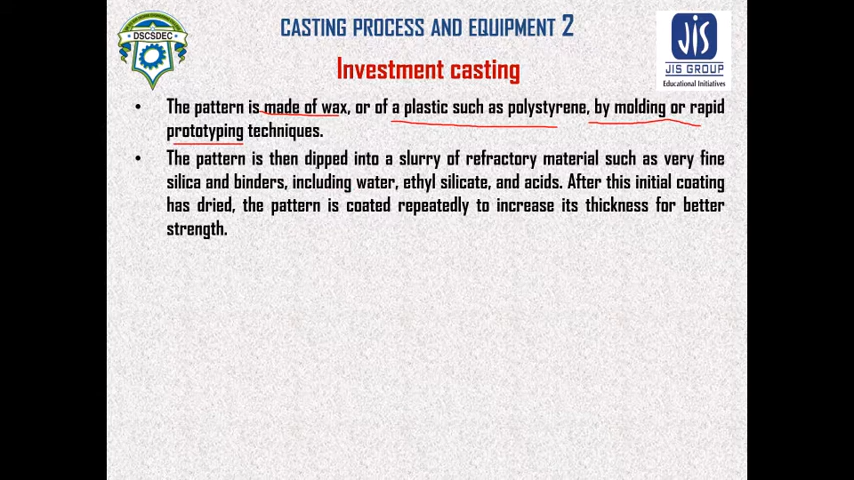 CASTING PROCESS AND EQUIPMENT 2
DSCSDEC
JIS
JIS GROUP
Educational Initiatives
Investment casting
• The pattern is made of wax, or of a plastic such as polystyrene, by molding or rapid
prototyping techniques.
• The pattern is then dipped into a slurry of refractory material such as very fine
silica and binders, including water, ethyl silicate, and acids. After this initial coating
has dried, the pattern is coated repeatedly to increase its thickness for better
strength.